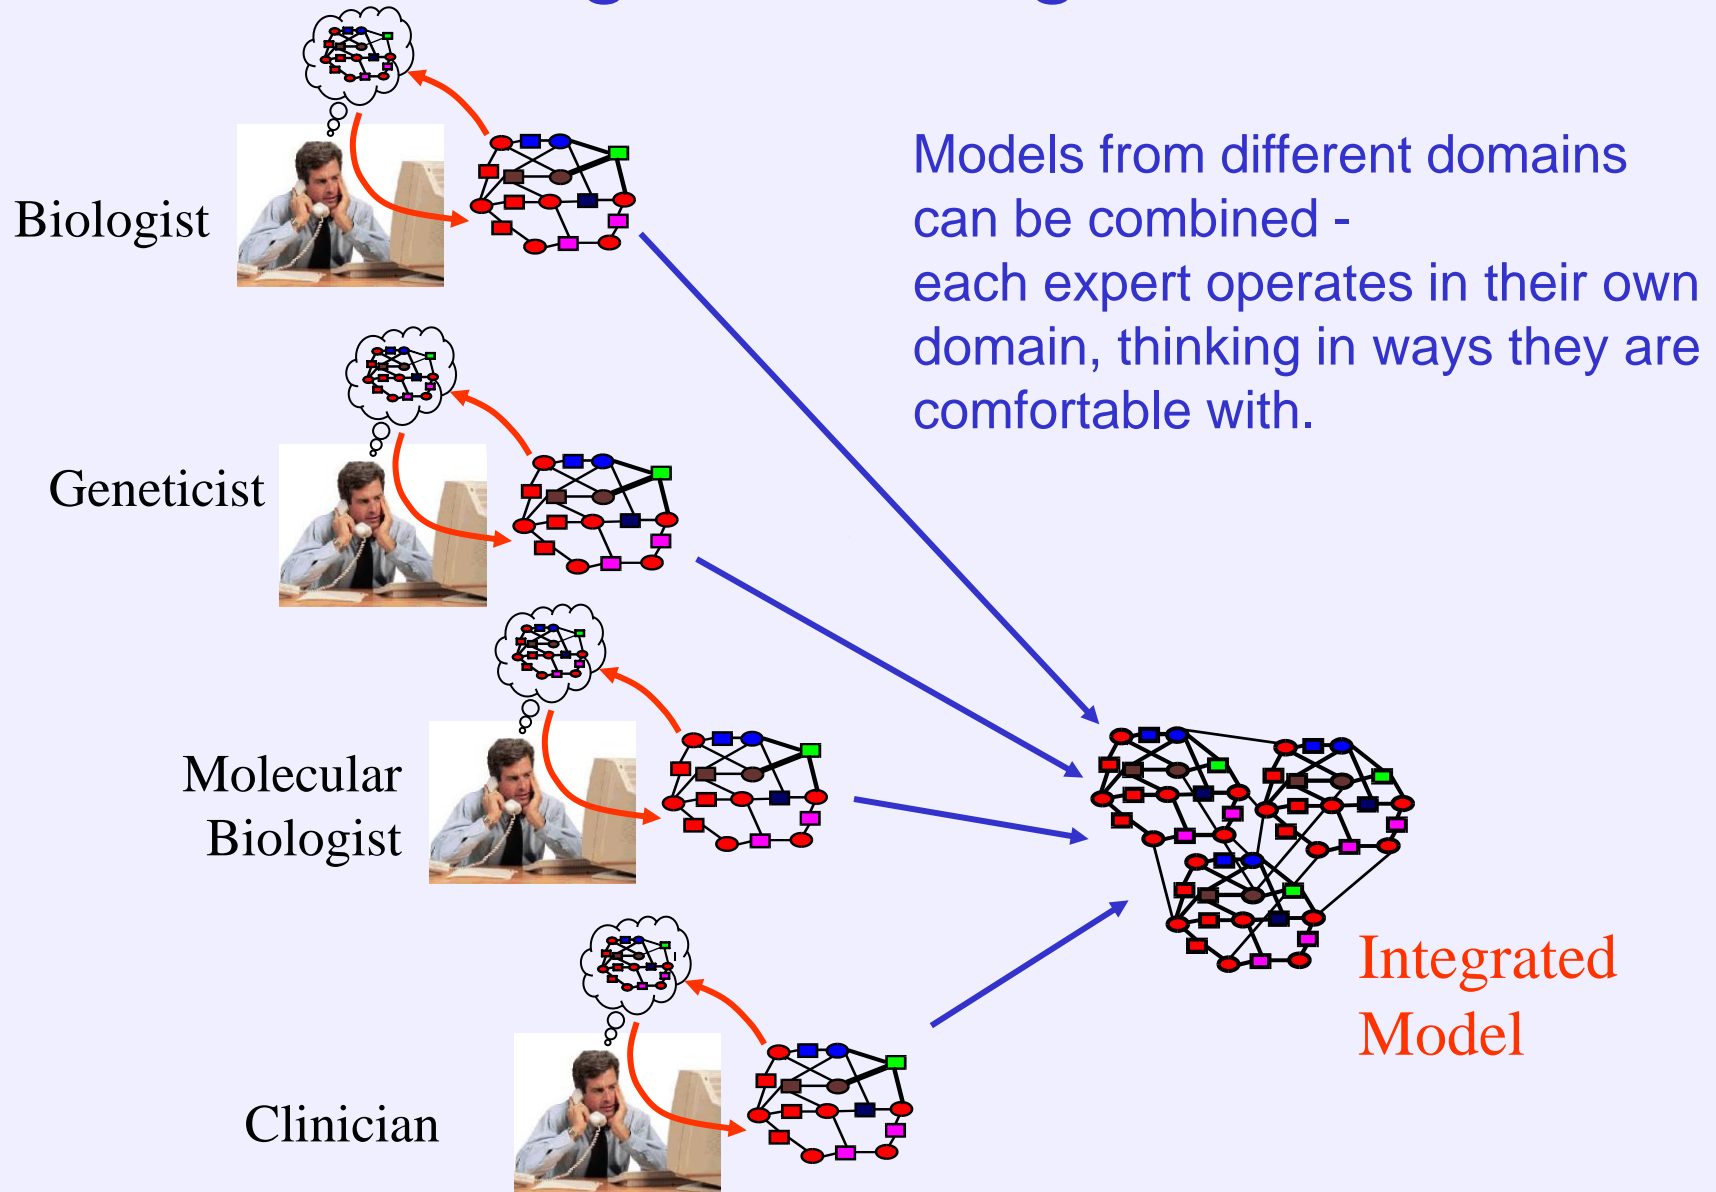 Models from different domains
can be combined -
each expert operates in their own
domain, thinking in ways they are
comfortable with.
Biologist
Geneticist
Molecular
Biologist
Clinician
Integrated
Model